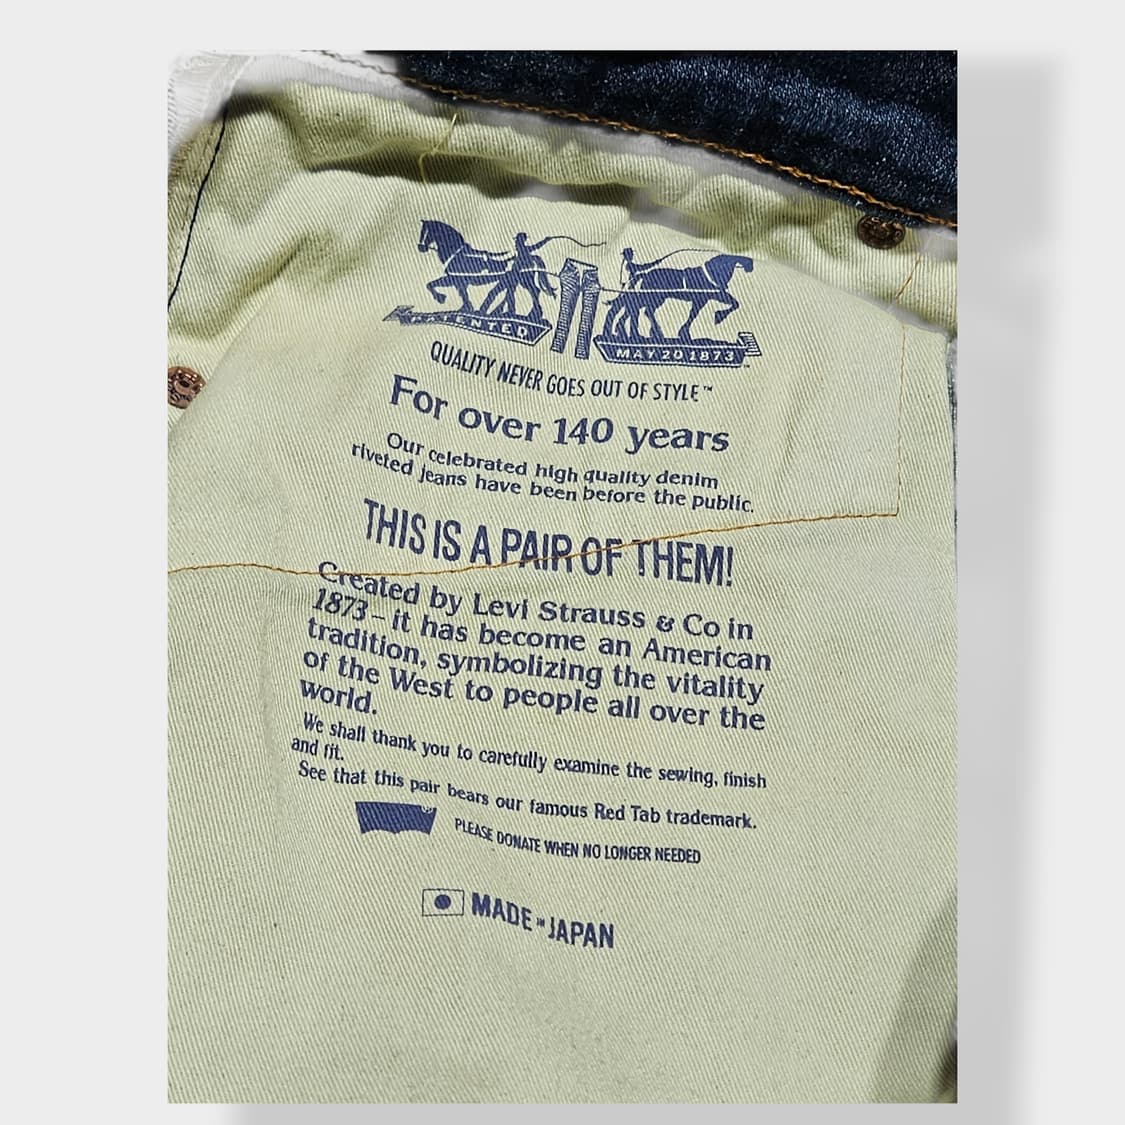 PATENTED
MAY 20 1873
QUALITY NEVER GOES OUT OF STYLE™
For over 140 years
Our celebrated high quality denim
riveted jeans have been before the public.
THIS IS A PAIR OF THEM!
Created by Levi Strauss & Co in
1873 – it has become an American
tradition, symbolizing the vitality
of the West to people all over the
world.
We shall thank you to carefully examine the sewing, finish
and fit.
See that this pair bears our famous Red Tab trademark.
®
PLEASE DONATE WHEN NO LONGER NEEDED
MADE IN JAPAN